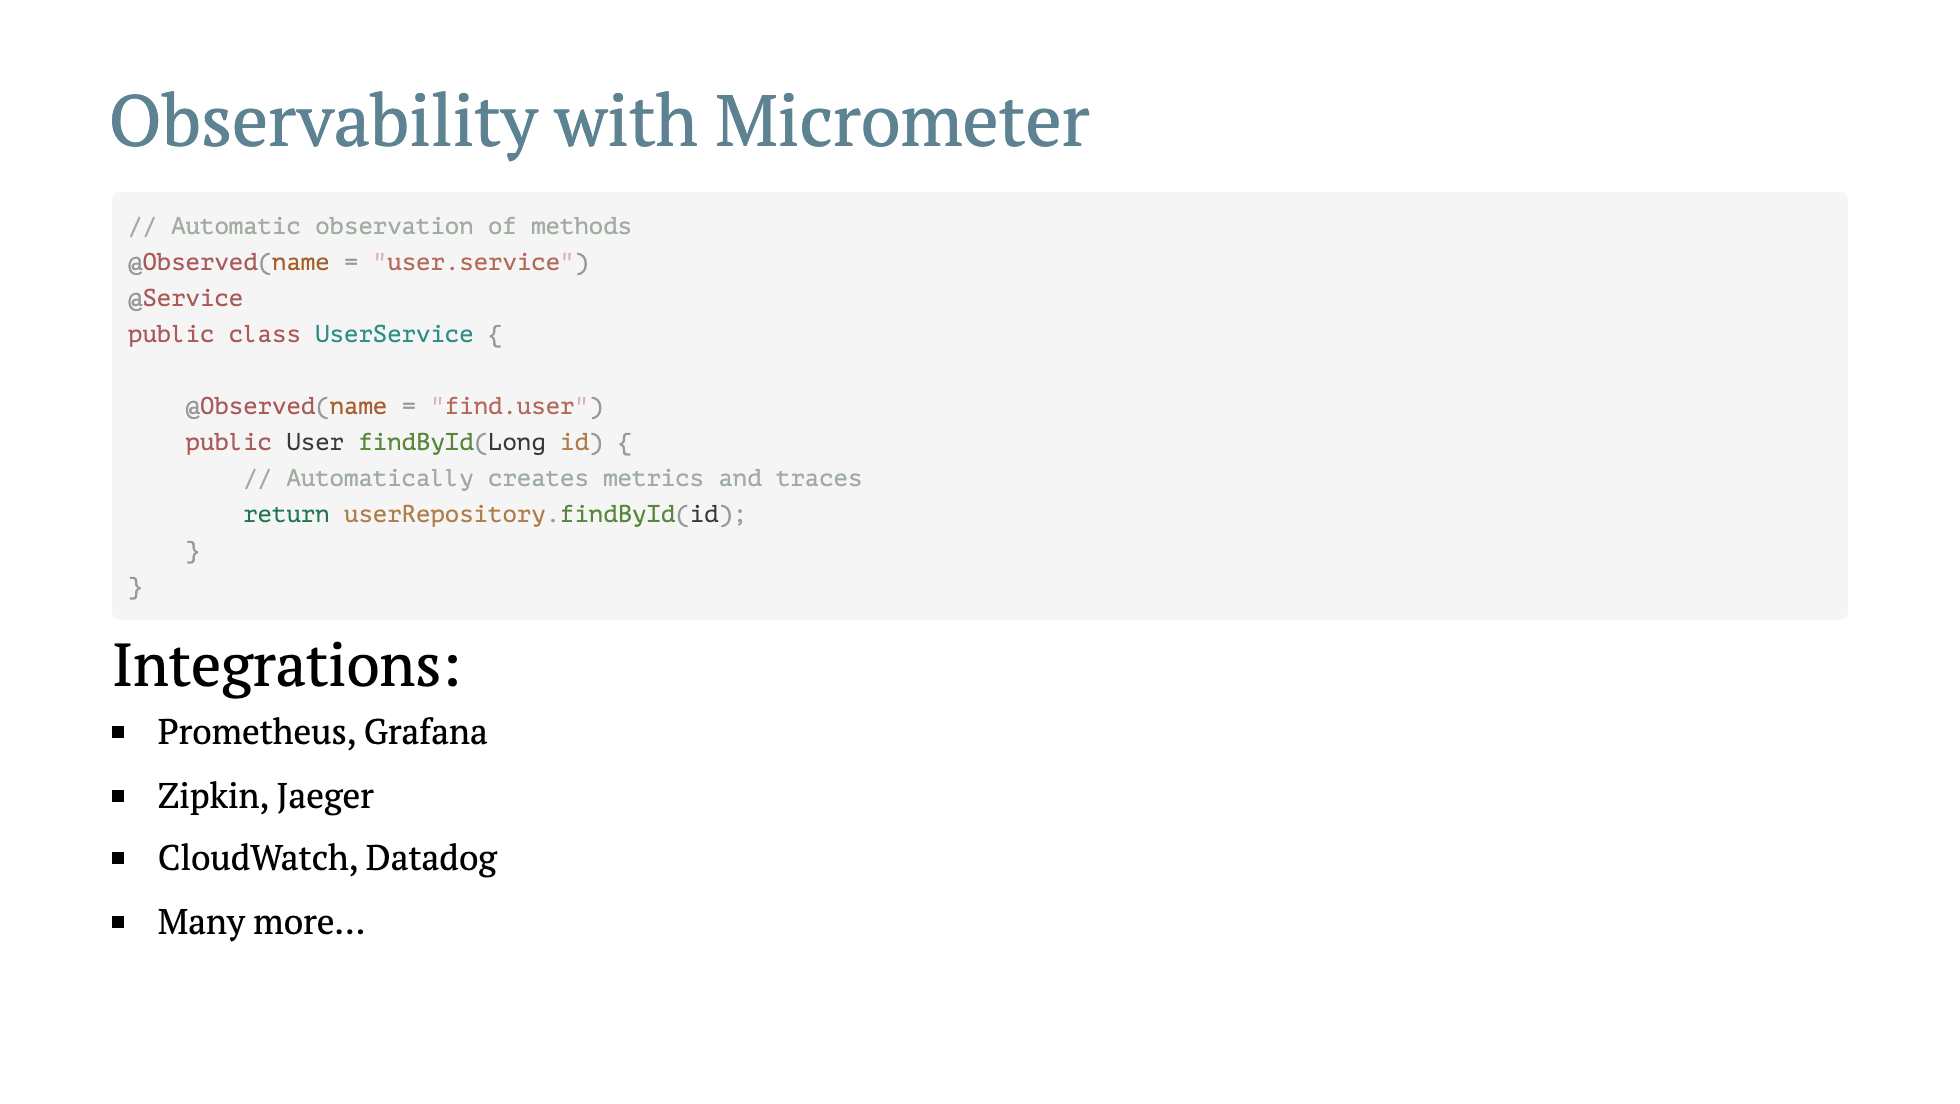 Observability with Micrometer
// Automatic observation of methods
@Observed(name = "user.service")
@Service
public class UserService {
    @Observed(name = "find.user")
    public User findById(Long id) {
        // Automatically creates metrics and traces
        return userRepository.findById(id);
    }
}
Integrations:
▪ Prometheus, Grafana
▪ Zipkin, Jaeger
▪ CloudWatch, Datadog
▪ Many more…